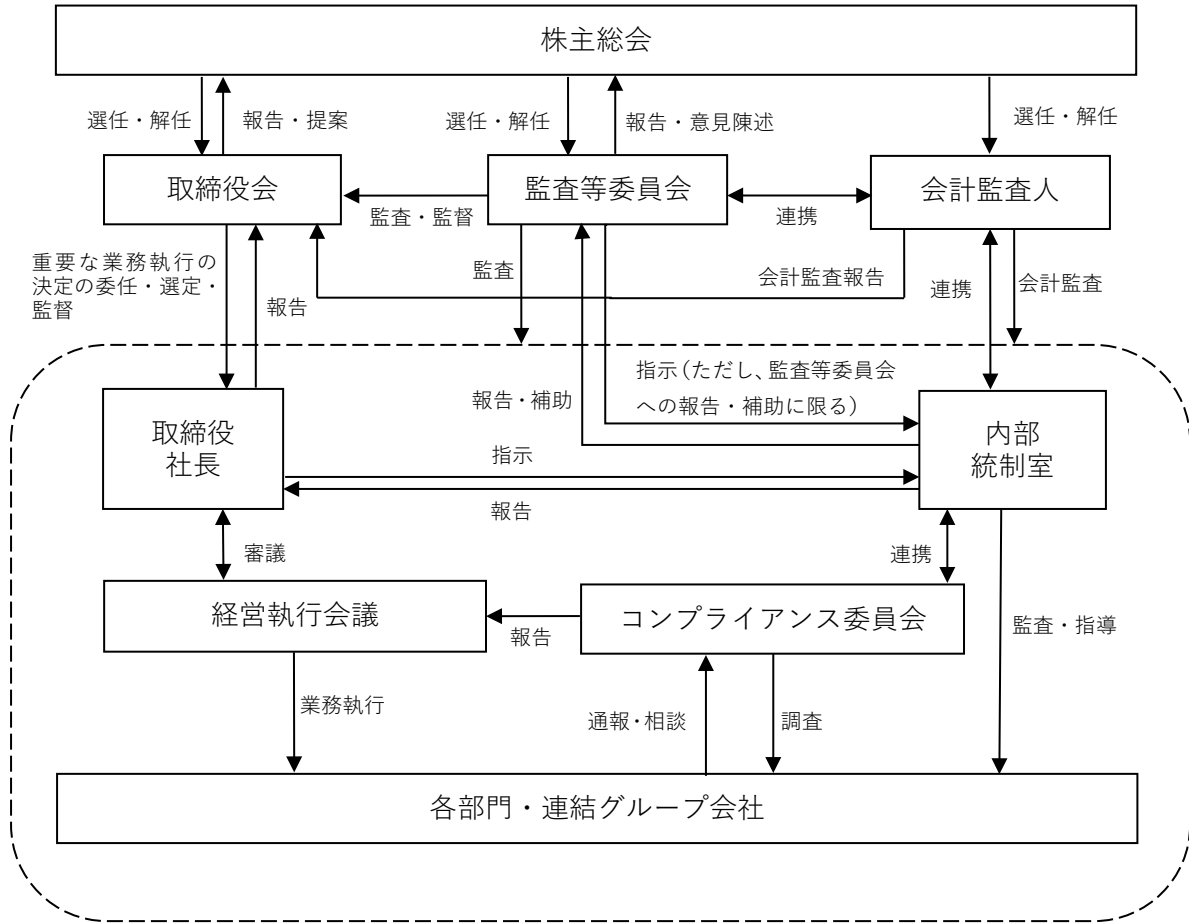 株主総会
選任・解任
報告・提案
選任・解任
報告・意見陳述
選任・解任
取締役会
監査等委員会
会計監査人
監査・監督
連携
重要な業務執行の
決定の委任・選定・
監督
報告
監査
会計監査報告
連携
会計監査
指示(ただし、監査等委員会
への報告・補助に限る)
報告・補助
取締役
社長
内部
統制室
指示
報告
審議
連携
経営執行会議
報告
コンプライアンス委員会
監査・指導
業務執行
通報・相談
調査
各部門・連結グループ会社